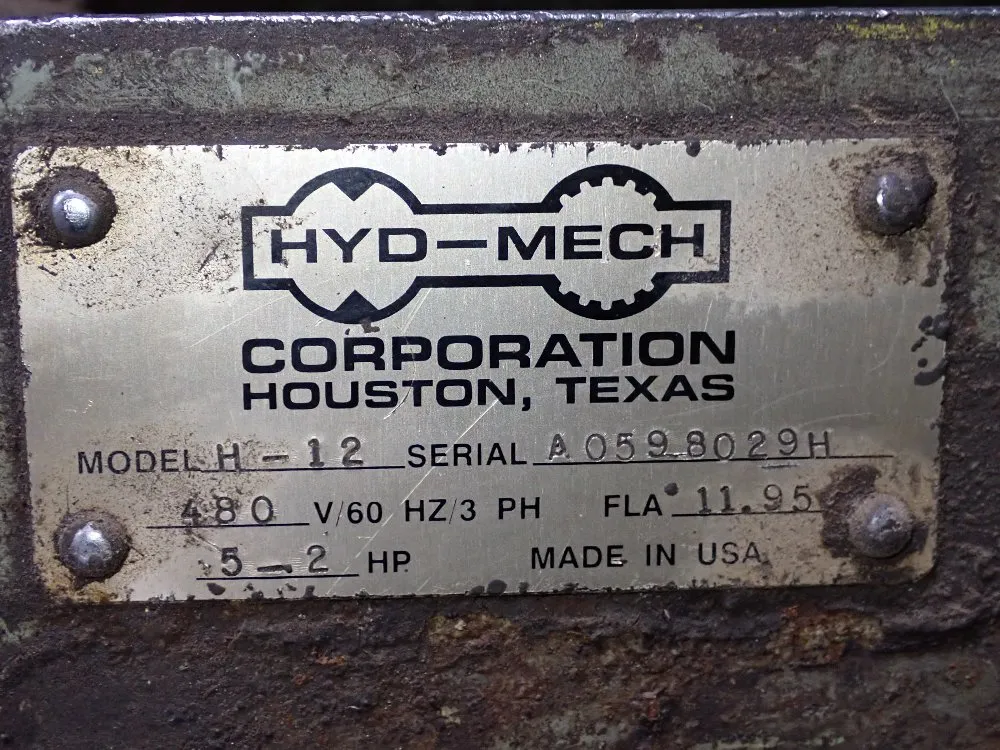 HYD-MECH
CORPORATION
HOUSTON, TEXAS
MODEL H-12 SERIAL A0598029H
480 V/60 HZ/3 PH FLA 11.95
5-2 HP MADE IN USA